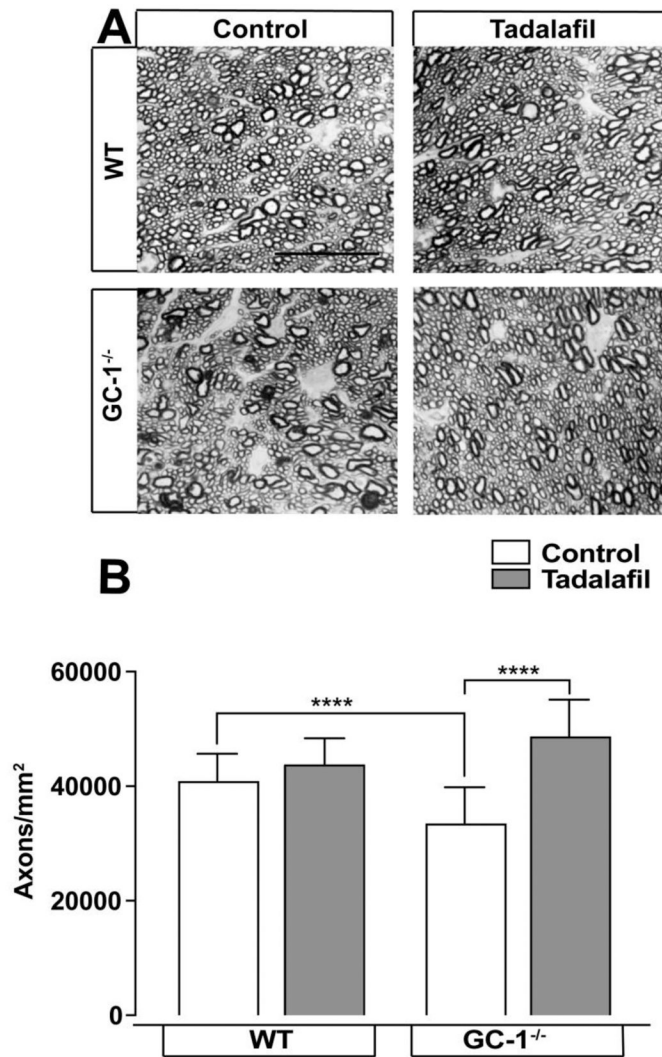 A
Control Tadalafil
WT
GC-1⁻/⁻
B
Control
Tadalafil
60000
40000
20000
0
Axons/mm²
****
****
WT GC-1⁻/⁻